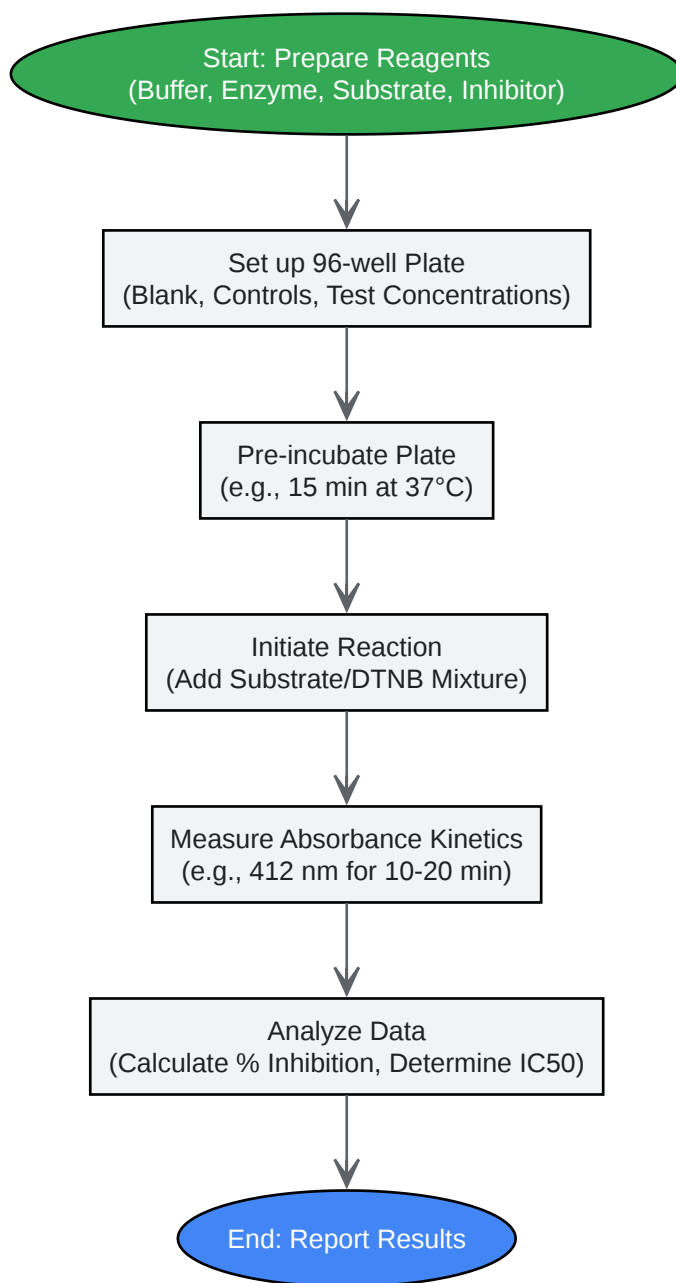 Start: Prepare Reagents
(Buffer, Enzyme, Substrate, Inhibitor)
Set up 96-well Plate
(Blank, Controls, Test Concentrations)
Pre-incubate Plate
(e.g., 15 min at 37°C)
Initiate Reaction
(Add Substrate/DTNB Mixture)
Measure Absorbance Kinetics
(e.g., 412 nm for 10-20 min)
Analyze Data
(Calculate % Inhibition, Determine IC50)
End: Report Results